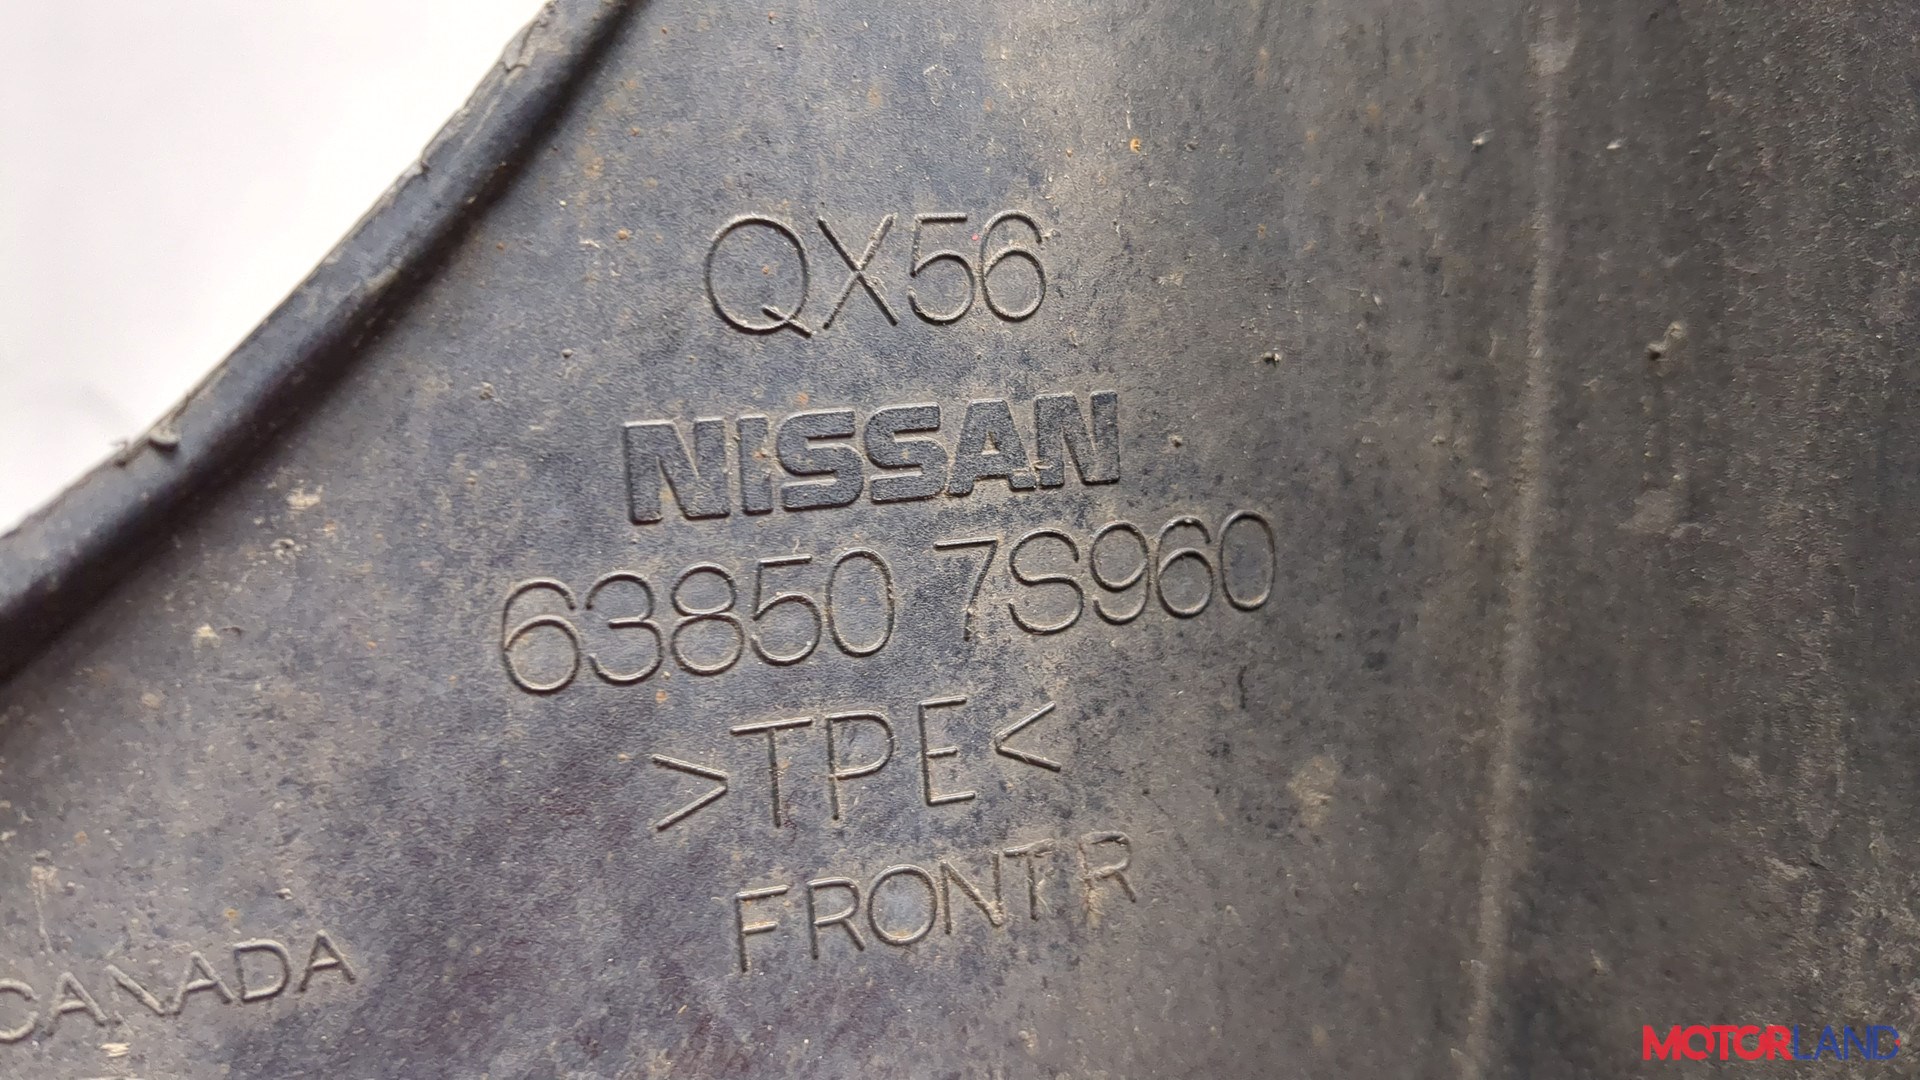 QX56
NISSAN
63850 7S960
>TPE<
FRONT R
CANADA
MOTORLAND